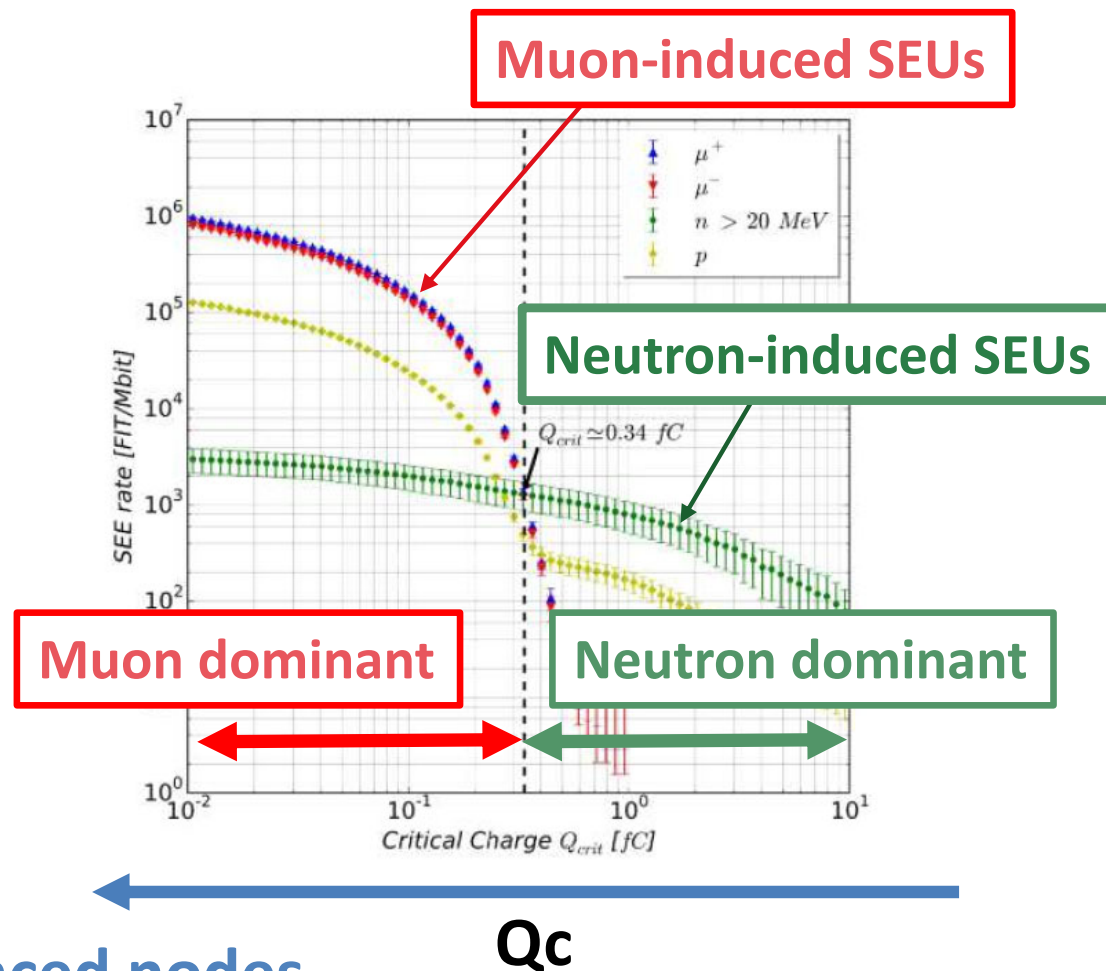 Muon-induced SEUs
10^7
μ^+
μ^-
n > 20 MeV
p
10^6
10^5
Neutron-induced SEUs
10^4
Q_crit ≃0.34 fC
SEE rate [FIT/Mbit]
10^3
10^2
Muon dominant
Neutron dominant
10^0
10^-2
10^-1
10^0
10^1
Critical Charge Q_crit [fC]
Qc
nodes